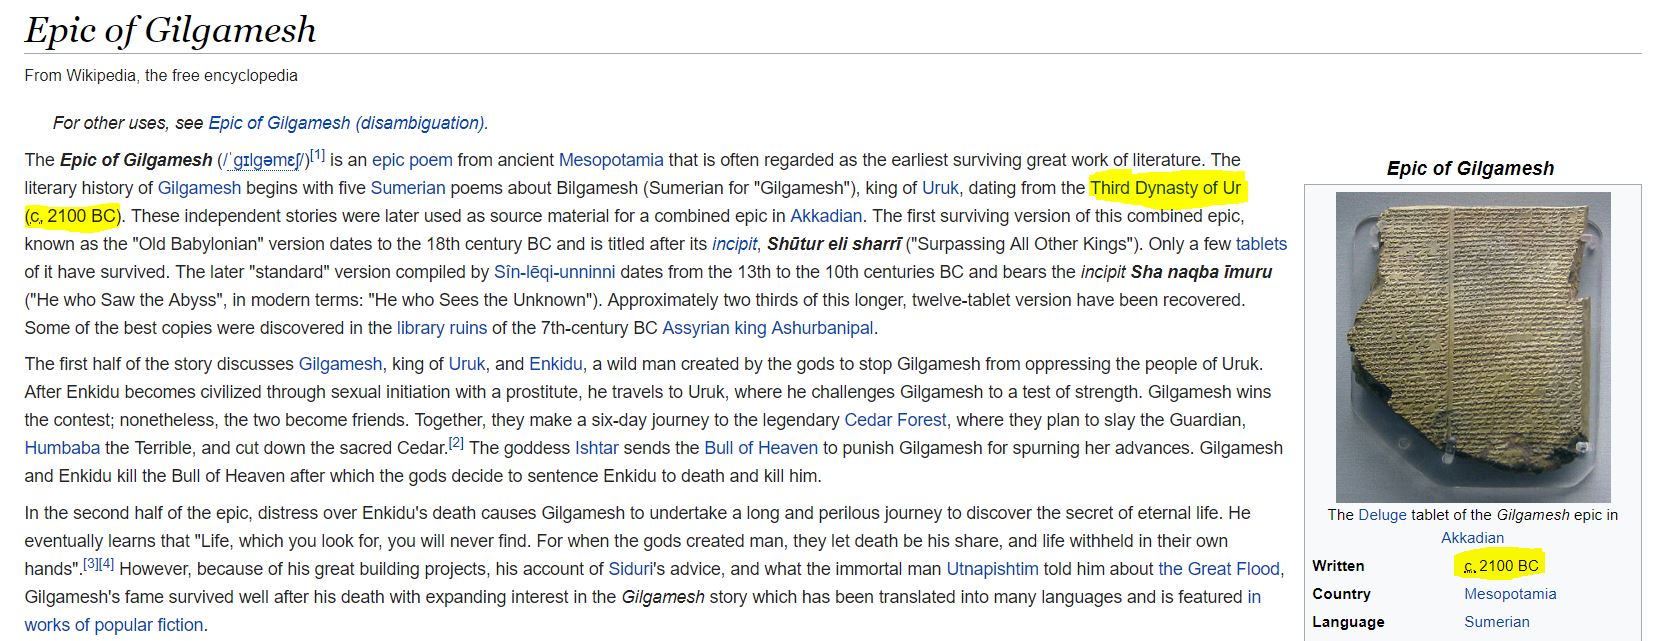 Epic of Gilgamesh
From Wikipedia, the free encyclopedia
For other uses, see Epic of Gilgamesh (disambiguation).
The Epic of Gilgamesh (/ˈɡɪlɡəmɛʃ/)[1] is an epic poem from ancient Mesopotamia that is often regarded as the earliest surviving great work of literature. The
literary history of Gilgamesh begins with five Sumerian poems about Bilgamesh (Sumerian for "Gilgamesh"), king of Uruk, dating from the Third Dynasty of Ur
(c. 2100 BC). These independent stories were later used as source material for a combined epic in Akkadian. The first surviving version of this combined epic,
known as the "Old Babylonian" version dates to the 18th century BC and is titled after its incipit, Shūtur eli sharrī ("Surpassing All Other Kings"). Only a few tablets
of it have survived. The later "standard" version compiled by Sîn-lēqi-unninni dates from the 13th to the 10th centuries BC and bears the incipit Sha naqba īmuru
("He who Saw the Abyss", in modern terms: "He who Sees the Unknown"). Approximately two thirds of this longer, twelve-tablet version have been recovered.
Some of the best copies were discovered in the library ruins of the 7th-century BC Assyrian king Ashurbanipal.
The first half of the story discusses Gilgamesh, king of Uruk, and Enkidu, a wild man created by the gods to stop Gilgamesh from oppressing the people of Uruk.
After Enkidu becomes civilized through sexual initiation with a prostitute, he travels to Uruk, where he challenges Gilgamesh to a test of strength. Gilgamesh wins
the contest; nonetheless, the two become friends. Together, they make a six-day journey to the legendary Cedar Forest, where they plan to slay the Guardian,
Humbaba the Terrible, and cut down the sacred Cedar.[2] The goddess Ishtar sends the Bull of Heaven to punish Gilgamesh for spurning her advances. Gilgamesh
and Enkidu kill the Bull of Heaven after which the gods decide to sentence Enkidu to death and kill him.
In the second half of the epic, distress over Enkidu's death causes Gilgamesh to undertake a long and perilous journey to discover the secret of eternal life. He
eventually learns that "Life, which you look for, you will never find. For when the gods created man, they let death be his share, and life withheld in their own
hands".[3][4] However, because of his great building projects, his account of Siduri's advice, and what the immortal man Utnapishtim told him about the Great Flood,
Gilgamesh's fame survived well after his death with expanding interest in the Gilgamesh story which has been translated into many languages and is featured in
works of popular fiction.
Epic of Gilgamesh
The Deluge tablet of the Gilgamesh epic in
Akkadian
Written c. 2100 BC
Country Mesopotamia
Language Sumerian